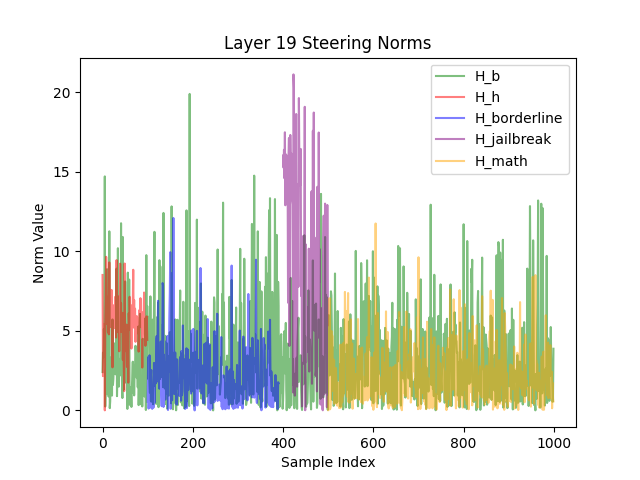 Layer 19 Steering Norms
H_b
H_h
H_borderline
H_jailbreak
H_math
Norm Value
20
15
10
5
0
0
200
400
600
800
1000
Sample Index